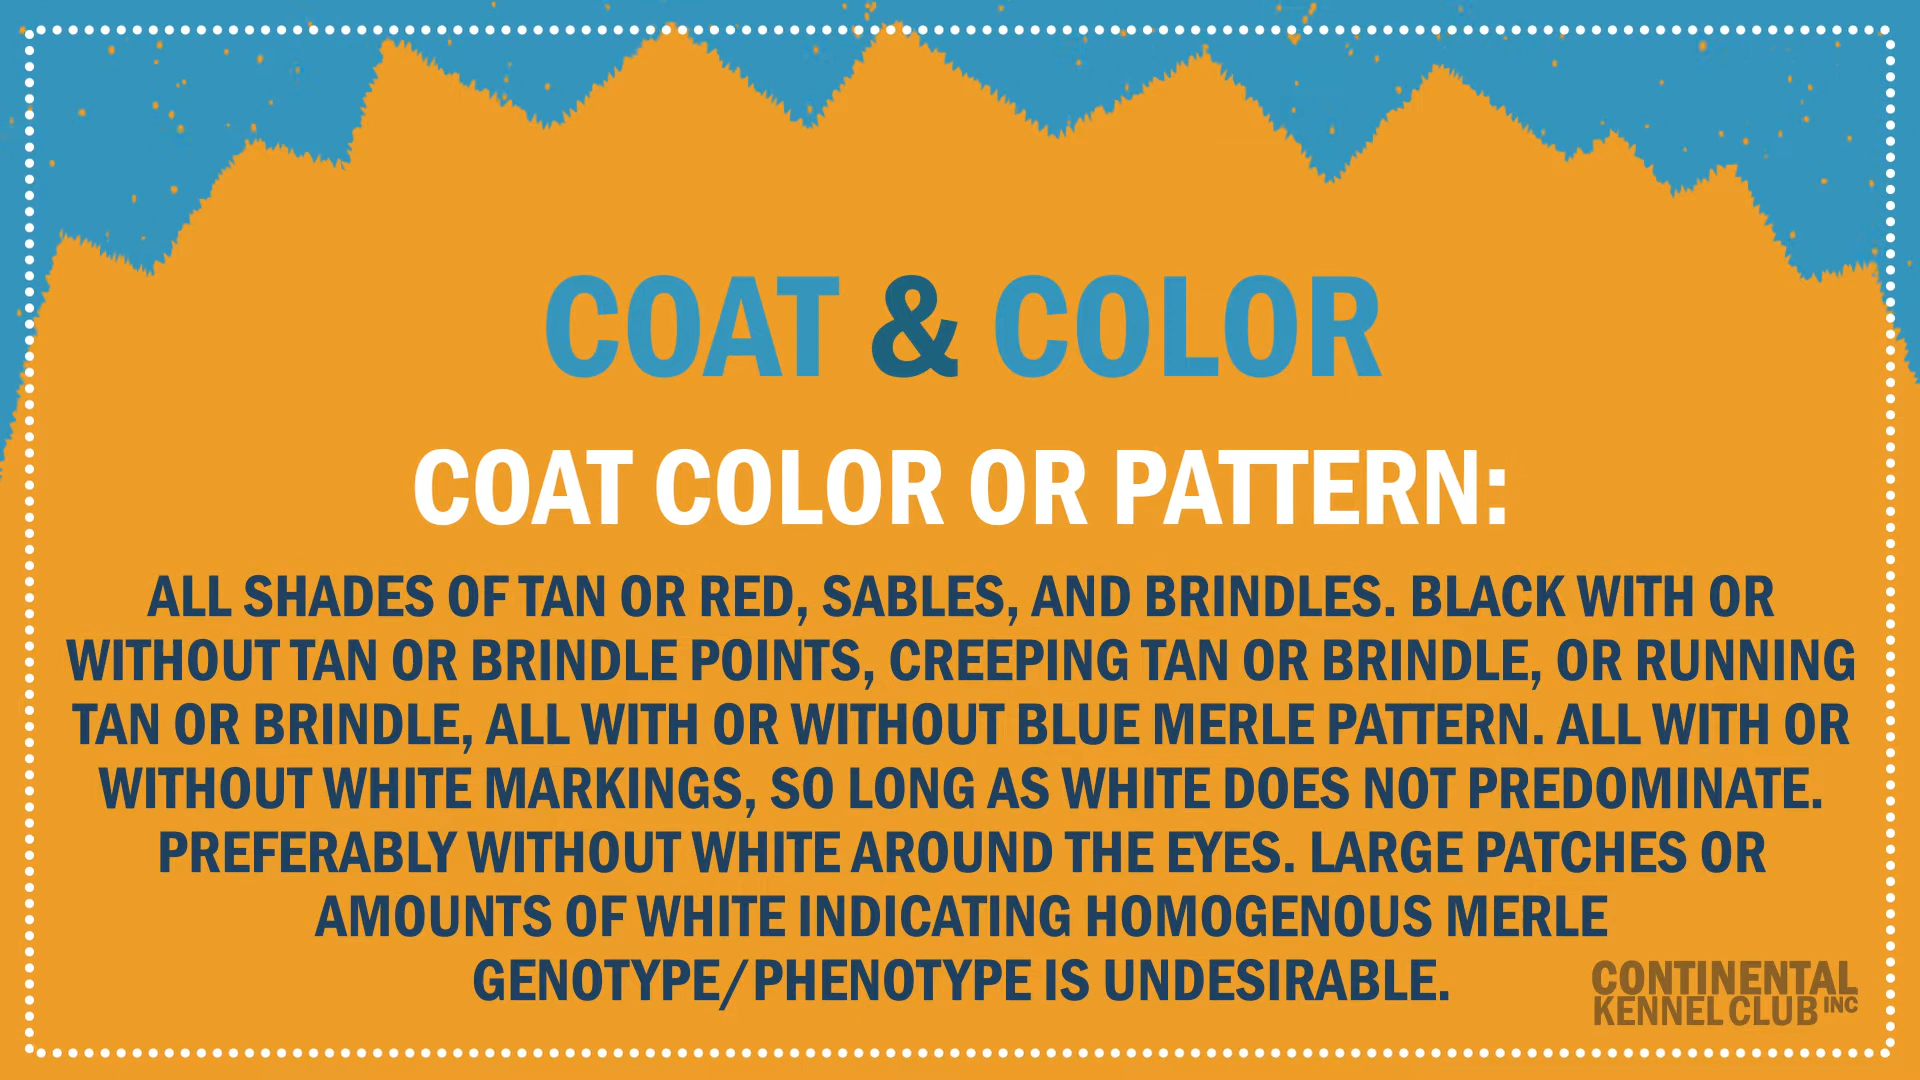 COAT & COLOR
COAT COLOR OR PATTERN:
ALL SHADES OF TAN OR RED, SABLES, AND BRINDLES. BLACK WITH OR
WITHOUT TAN OR BRINDLE POINTS, CREEPING TAN OR BRINDLE, OR RUNNING
TAN OR BRINDLE, ALL WITH OR WITHOUT BLUE MERLE PATTERN. ALL WITH OR
WITHOUT WHITE MARKINGS, SO LONG AS WHITE DOES NOT PREDOMINATE.
PREFERABLY WITHOUT WHITE AROUND THE EYES. LARGE PATCHES OR
AMOUNTS OF WHITE INDICATING HOMOGENOUS MERLE
GENOTYPE/PHENOTYPE IS UNDESIRABLE.
CONTINENTAL
KENNEL CLUB INC